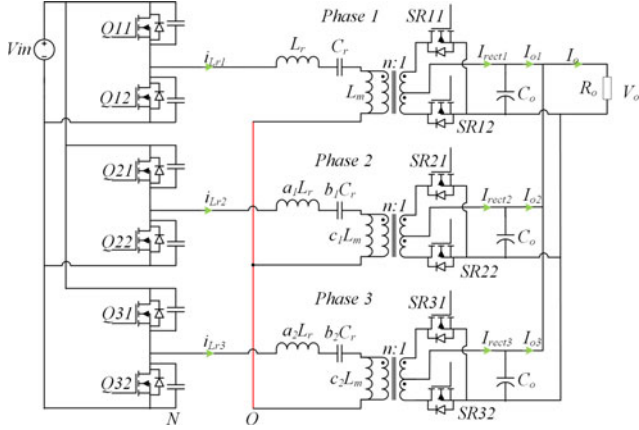 Phase 1
Q11
Vin
Q12
iLr1
Lr
Cr
Lm
n:1
SR11
SR12
Irect1
Io1
Io
Co
Ro
Vo
Phase 2
Q21
Q22
iLr2
a1Lr
b1Cr
c1Lm
n:1
SR21
SR22
Irect2
Io2
Co
Phase 3
Q31
Q32
iLr3
a2Lr
b2Cr
c2Lm
n:1
SR31
SR32
Irect3
Io3
Co
N
O